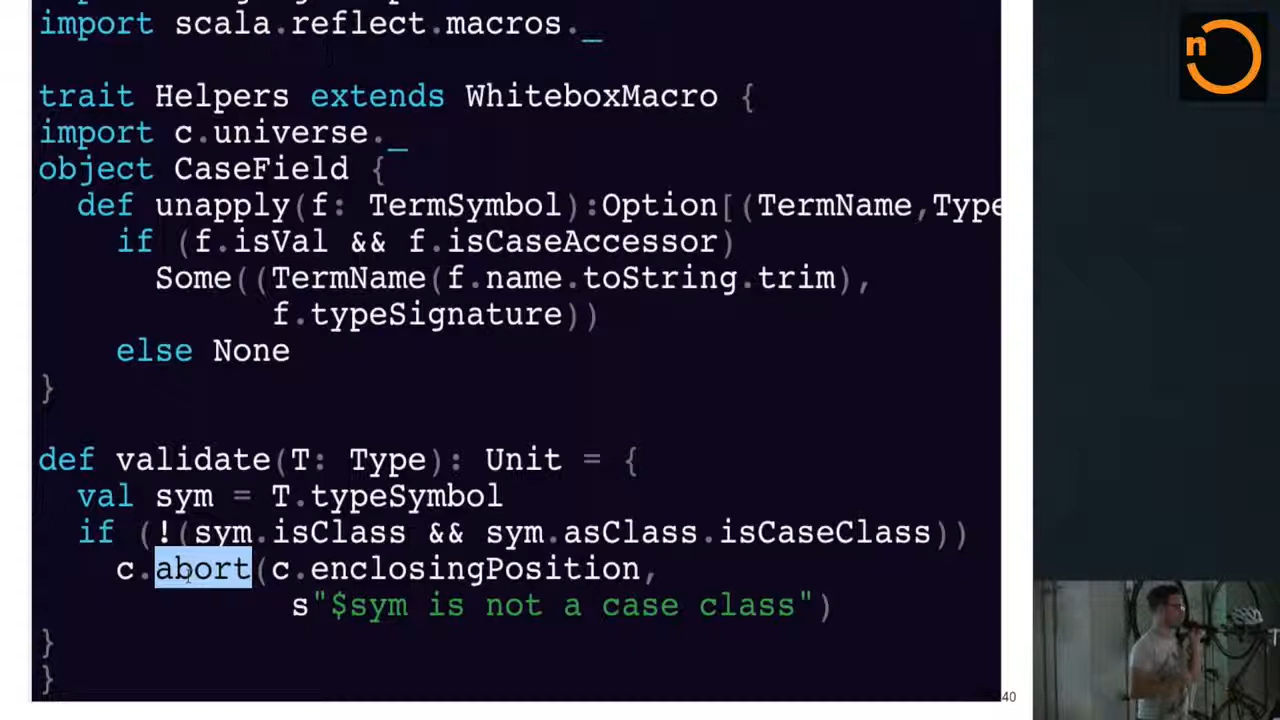 import scala.reflect.macros._
trait Helpers extends WhiteboxMacro {
import c.universe._
object CaseField {
def unapply(f: TermSymbol):Option[(TermName,Type
if (f.isVal && f.isCaseAccessor)
Some((TermName(f.name.toString.trim),
f.typeSignature))
else None
}
def validate(T: Type): Unit = {
val sym = T.typeSymbol
if (!(sym.isClass && sym.asClass.isCaseClass))
c.abort(c.enclosingPosition,
s"$sym is not a case class")
}
}
40
n